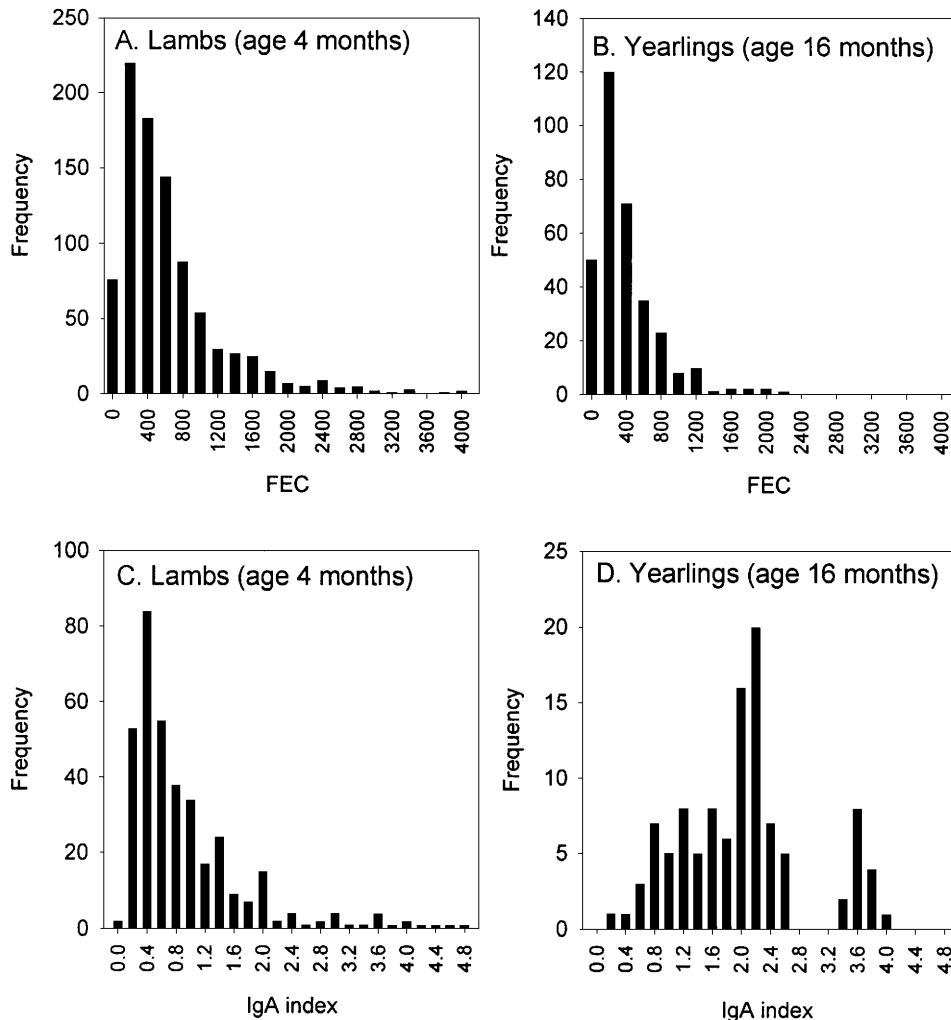 A. Lambs (age 4 months)
Frequency
250
200
150
100
50
0
0 400 800 1200 1600 2000 2400 2800 3200 3600 4000
FEC
B. Yearlings (age 16 months)
Frequency
140
120
100
80
60
40
20
0
0 400 800 1200 1600 2000 2400 2800 3200 3600 4000
FEC
C. Lambs (age 4 months)
Frequency
100
80
60
40
20
0
0.0 0.4 0.8 1.2 1.6 2.0 2.4 2.8 3.2 3.6 4.0 4.4 4.8
IgA index
D. Yearlings (age 16 months)
Frequency
25
20
15
10
5
0
0.0 0.4 0.8 1.2 1.6 2.0 2.4 2.8 3.2 3.6 4.0 4.4 4.8
IgA index